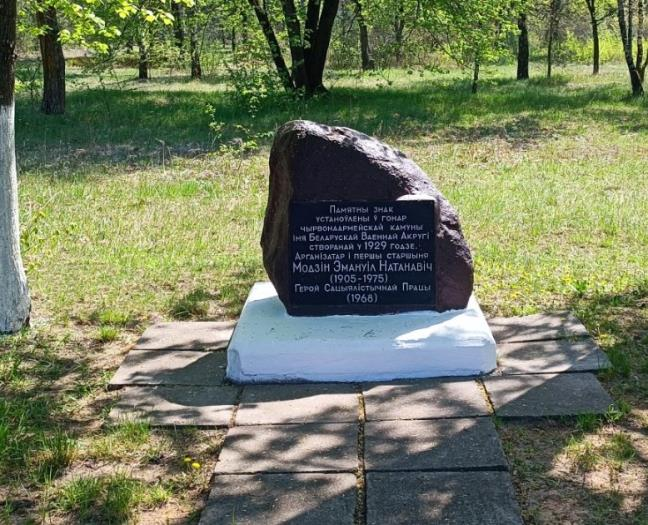 Памятны знак
устаноўлены ў гонар
чырвонаармейскай камуны
імя Беларускай Ваеннай Акругі
створанай у 1929 годзе.
Арганізатар і першы старшыня
Модзін Эмануіл Натанавіч
(1905-1975)
Герой Сацыялістычнай Працы
(1968)